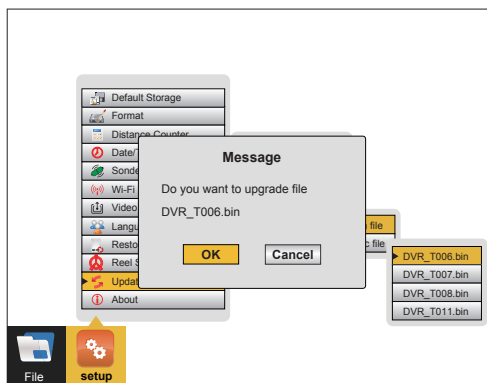 Default Storage
Format
Distance Counter
Date/
Sonde
Wi-Fi
Video
Langu
Resto
Reel S
Updat
About
Message
Do you want to upgrade file
DVR_T006.bin
OK
Cancel
file
c file
DVR_T006.bin
DVR_T007.bin
DVR_T008.bin
DVR_T011.bin
File
setup